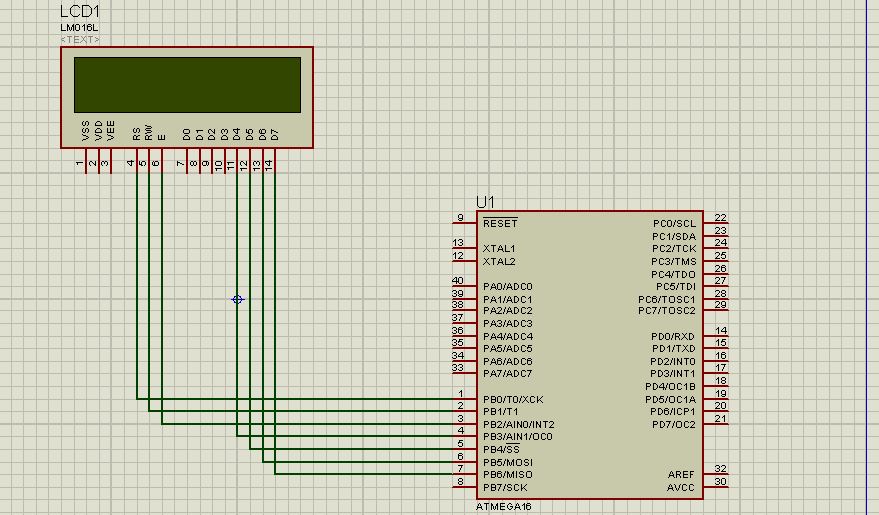 LCD1
LM016L
<TEXT>
VSS VDD VEE RS RW E D0 D1 D2 D3 D4 D5 D6 D7
1 2 3 4 5 6 7 8 9 10 11 12 13 14
U1
9 RESET PC0/SCL 22
PC1/SDA 23
13 XTAL1 PC2/TCK 24
12 XTAL2 PC3/TMS 25
PC4/TDO 26
40 PA0/ADC0 PC5/TDI 27
39 PA1/ADC1 PC6/TOSC1 28
38 PA2/ADC2 PC7/TOSC2 29
37 PA3/ADC3
36 PA4/ADC4 PD0/RXD 14
35 PA5/ADC5 PD1/TXD 15
34 PA6/ADC6 PD2/INT0 16
33 PA7/ADC7 PD3/INT1 17
PD4/OC1B 18
1 PB0/T0/XCK PD5/OC1A 19
2 PB1/T1 PD6/ICP1 20
3 PB2/AIN0/INT2 PD7/OC2 21
4 PB3/AIN1/OC0
5 PB4/SS
6 PB5/MOSI
7 PB6/MISO AREF 32
8 PB7/SCK AVCC 30
ATMEGA16